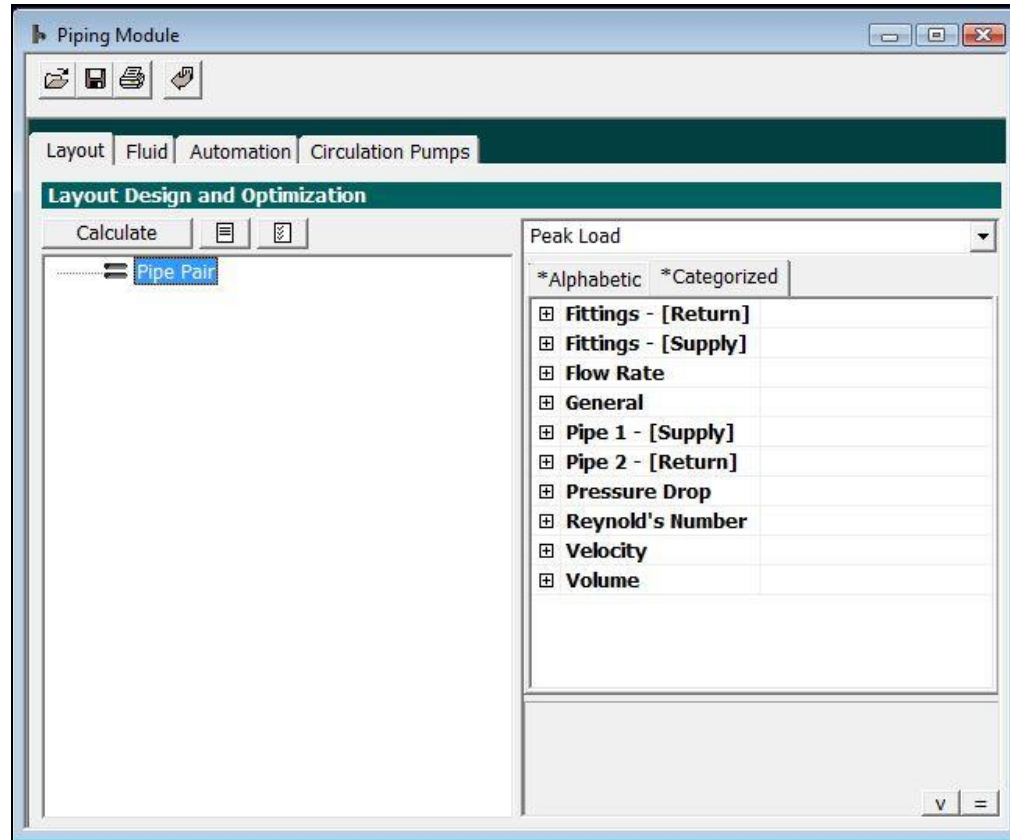 Piping Module
Layout Fluid Automation Circulation Pumps
Layout Design and Optimization
Calculate
Pipe Pair
Peak Load
*Alphabetic *Categorized
Fittings - [Return]
Fittings - [Supply]
Flow Rate
General
Pipe 1 - [Supply]
Pipe 2 - [Return]
Pressure Drop
Reynold's Number
Velocity
Volume
v =